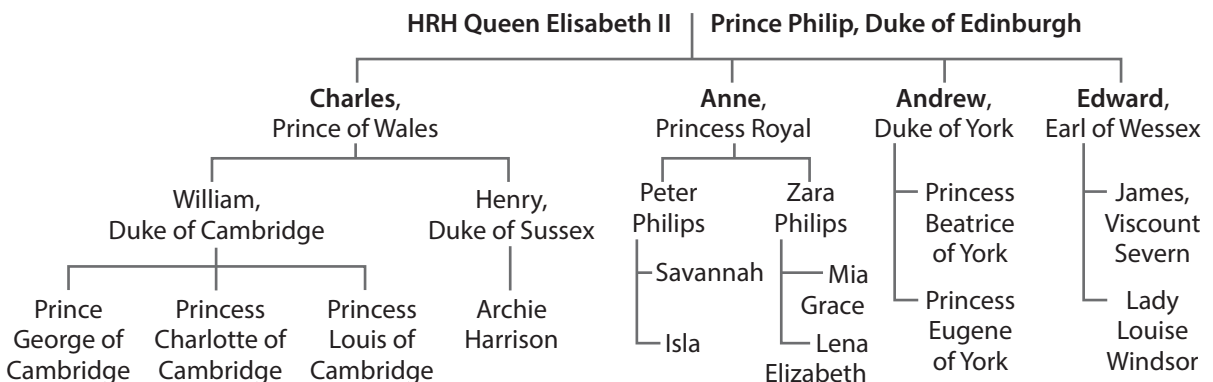 HRH Queen Elisabeth II
Prince Philip, Duke of Edinburgh
Charles,
Prince of Wales
Anne,
Princess Royal
Andrew,
Duke of York
Edward,
Earl of Wessex
William,
Duke of Cambridge
Henry,
Duke of Sussex
Peter
Philips
Zara
Philips
Princess
Beatrice
of York
James,
Viscount
Severn
Prince
George of
Cambridge
Princess
Charlotte of
Cambridge
Princess
Louis of
Cambridge
Archie
Harrison
Savannah
Isla
Mia
Grace
Lena
Elizabeth
Princess
Eugene
of York
Lady
Louise
Windsor